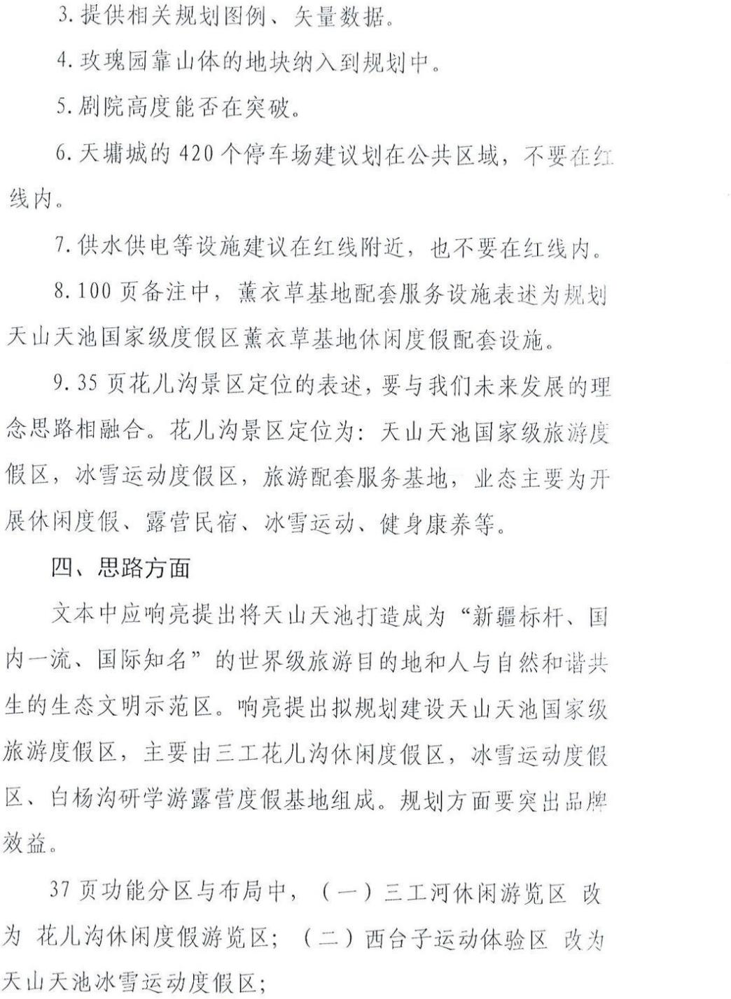 3.提供相关规划图例、矢量数据。
4.玫瑰园靠山体的地块纳入到规划中。
5.剧院高度能否在突破。
6.天墉城的 420 个停车场建议划在公共区域，不要在红
线内。
7.供水供电等设施建议在红线附近，也不要在红线内。
8.100 页备注中，薰衣草基地配套服务设施表述为规划
天山天池国家级度假区薰衣草基地休闲度假配套设施。
9.35 页花儿沟景区定位的表述，要与我们未来发展的理
念思路相融合。花儿沟景区定位为：天山天池国家级旅游度
假区，冰雪运动度假区，旅游配套服务基地，业态主要为开
展休闲度假、露营民宿、冰雪运动、健身康养等。
四、思路方面
文本中应响亮提出将天山天池打造成为“新疆标杆、国
内一流、国际知名”的世界级旅游目的地和人与自然和谐共
生的生态文明示范区。响亮提出拟规划建设天山天池国家级
旅游度假区，主要由三工花儿沟休闲度假区，冰雪运动度假
区、白杨沟研学游露营度假基地组成。规划方面要突出品牌
效益。
37 页功能分区与布局中，（一）三工河休闲游览区 改
为 花儿沟休闲度假游览区；（二）西台子运动体验区 改为
天山天池冰雪运动度假区；